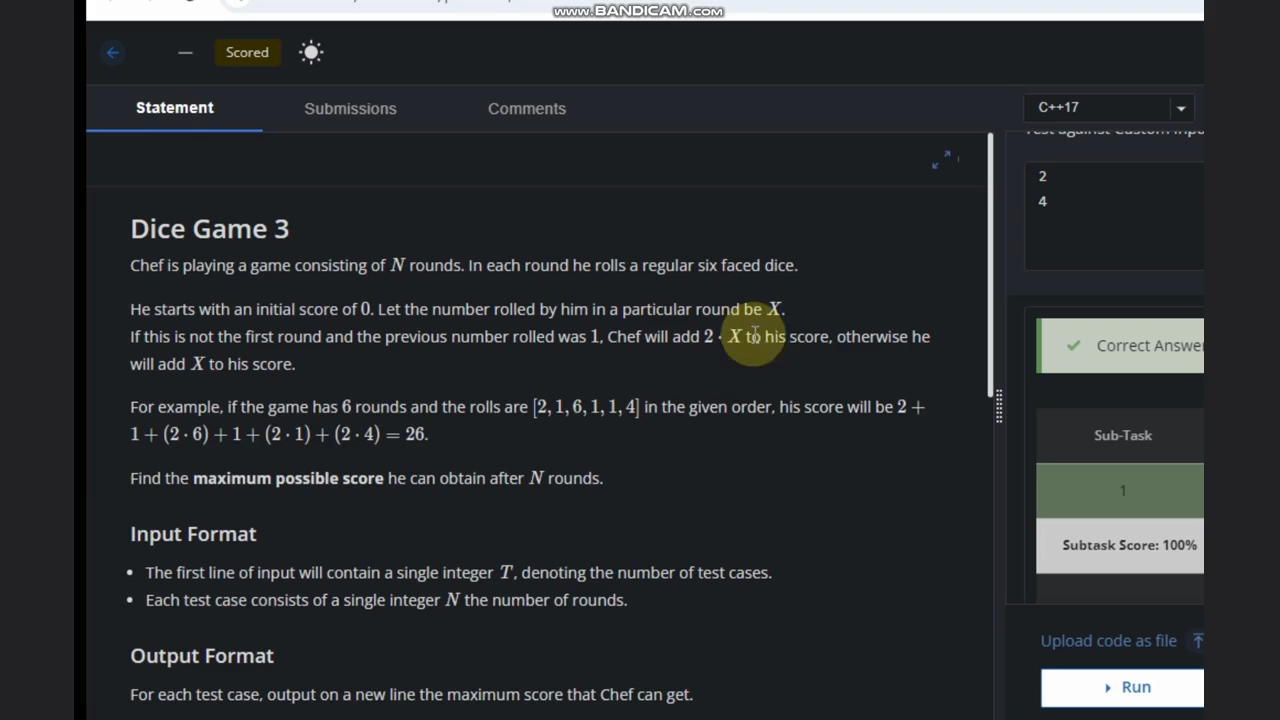 www.BANDICAM.com
Scored
Statement Submissions Comments C++17
2
4
Dice Game 3
Chef is playing a game consisting of N rounds. In each round he rolls a regular six faced dice.
He starts with an initial score of 0. Let the number rolled by him in a particular round be X.
If this is not the first round and the previous number rolled was 1, Chef will add 2 · X to his score, otherwise he
will add X to his score.
For example, if the game has 6 rounds and the rolls are [2, 1, 6, 1, 1, 4] in the given order, his score will be 2 +
1 + (2 · 6) + 1 + (2 · 1) + (2 · 4) = 26.
Find the maximum possible score he can obtain after N rounds.
Input Format
• The first line of input will contain a single integer T, denoting the number of test cases.
• Each test case consists of a single integer N the number of rounds.
Output Format
For each test case, output on a new line the maximum score that Chef can get.
Correct Answer
Sub-Task
1
Subtask Score: 100%
Upload code as file
Run